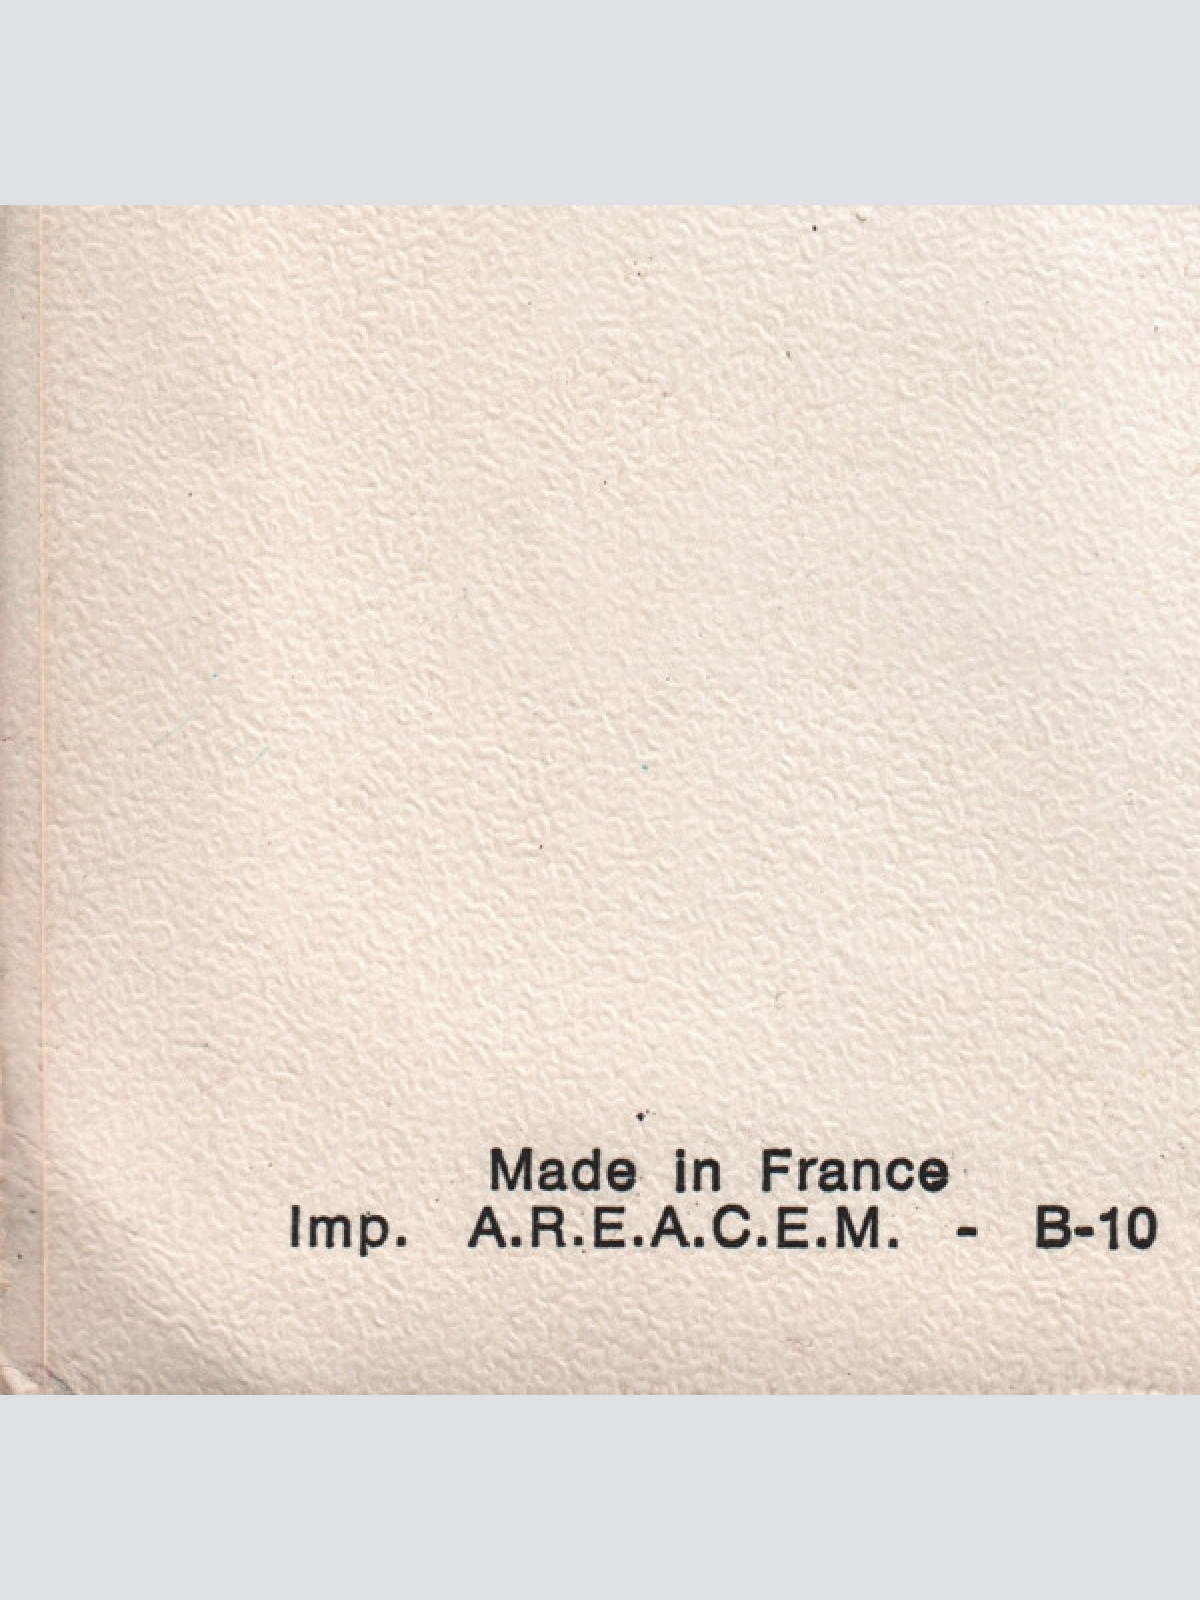 Made in France
Imp. A.R.E.A.C.E.M. - B-10